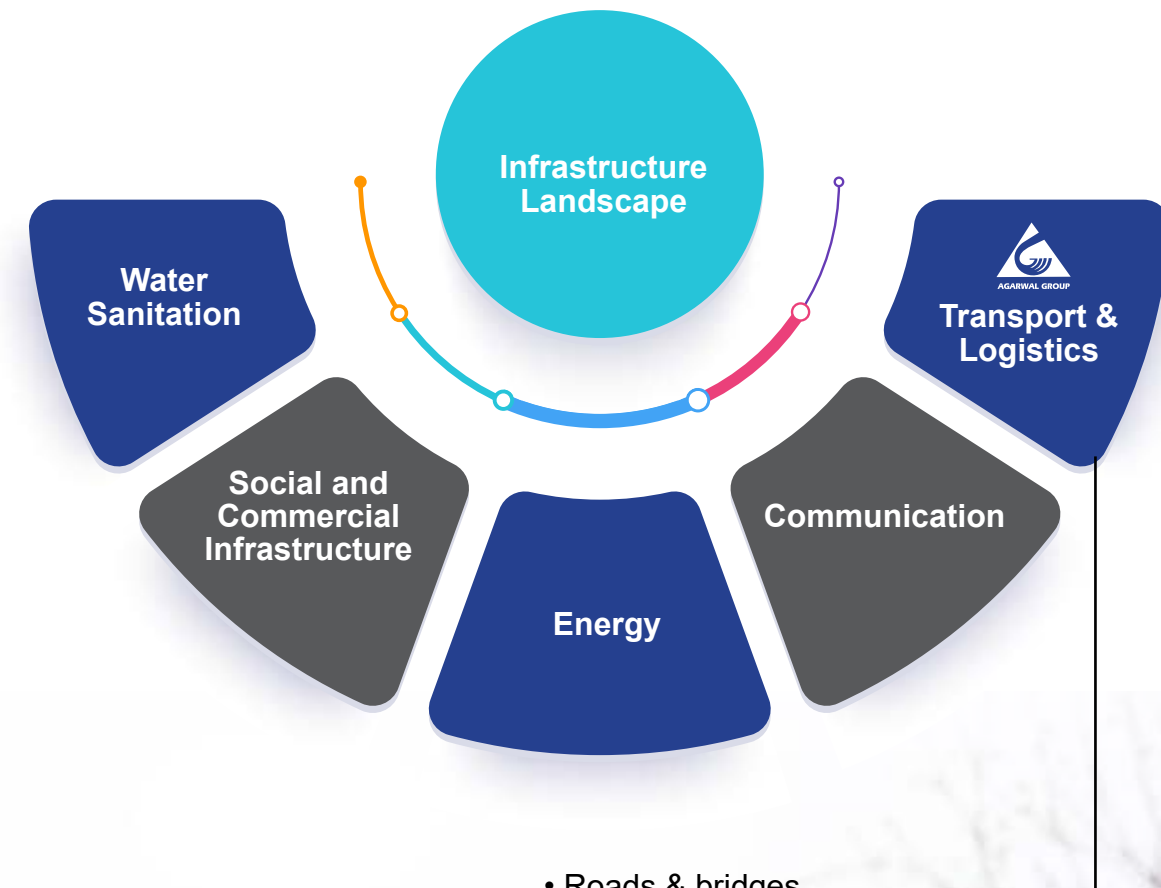 Infrastructure
Landscape
Water
Sanitation
AGARWAL GROUP
Transport &
Logistics
Social and
Commercial
Infrastructure
Communication
Energy
• Roads & bridges